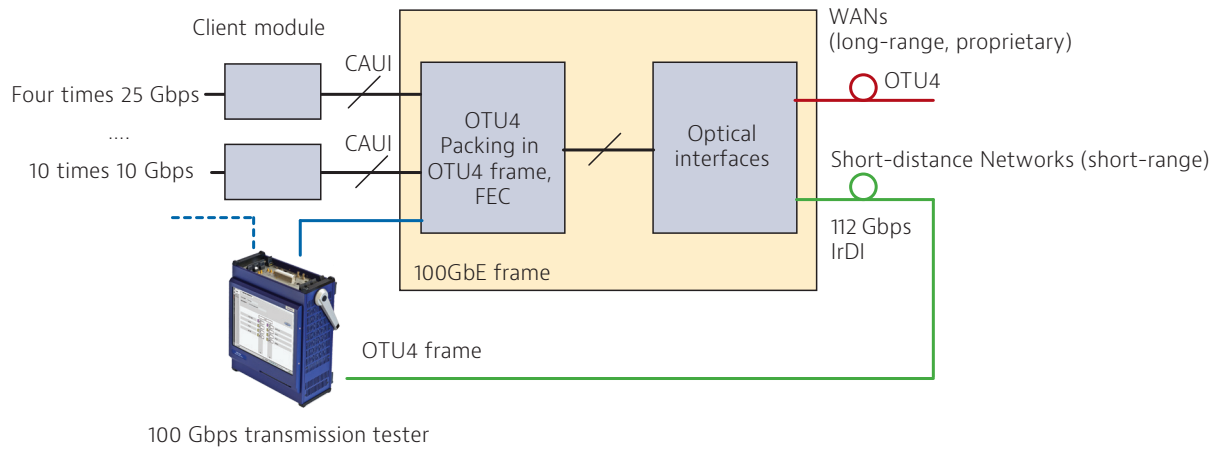 Client module
Four times 25 Gbps
....
10 times 10 Gbps
CAUI
CAUI
OTU4
Packing in
OTU4 frame,
FEC
Optical
interfaces
100GbE frame
WANs
(long-range, proprietary)
OTU4
Short-distance Networks (short-range)
112 Gbps
IrDI
OTU4 frame
100 Gbps transmission tester